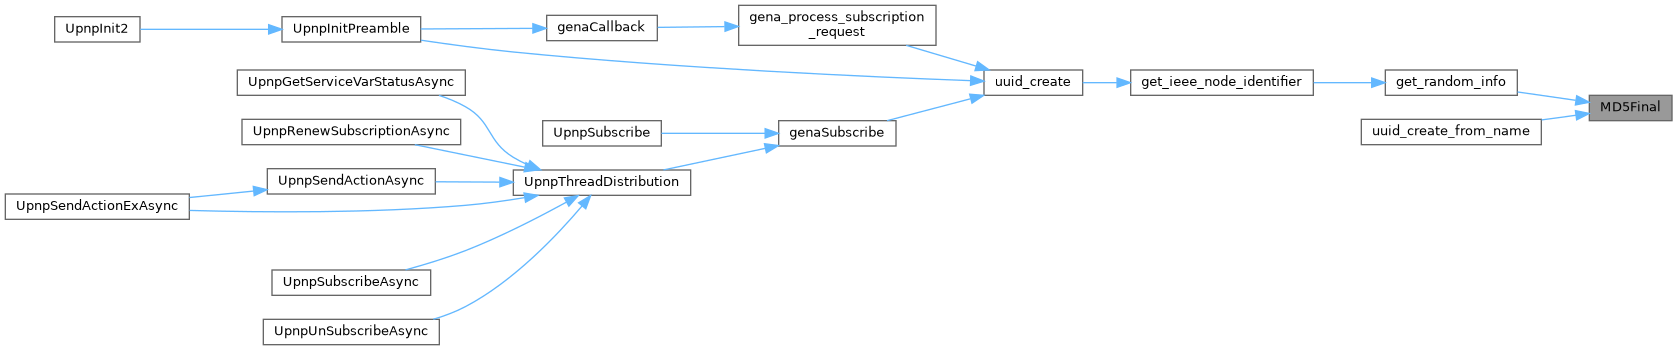 UpnpInit2
UpnpInitPreamble
genaCallback
gena_process_subscription
_request
UpnpGetServiceVarStatusAsync
uuid_create
get_ieee_node_identifier
get_random_info
MD5Final
UpnpRenewSubscriptionAsync
UpnpSubscribe
genaSubscribe
uuid_create_from_name
UpnpSendActionAsync
UpnpThreadDistribution
UpnpSendActionExAsync
UpnpSubscribeAsync
UpnpUnSubscribeAsync